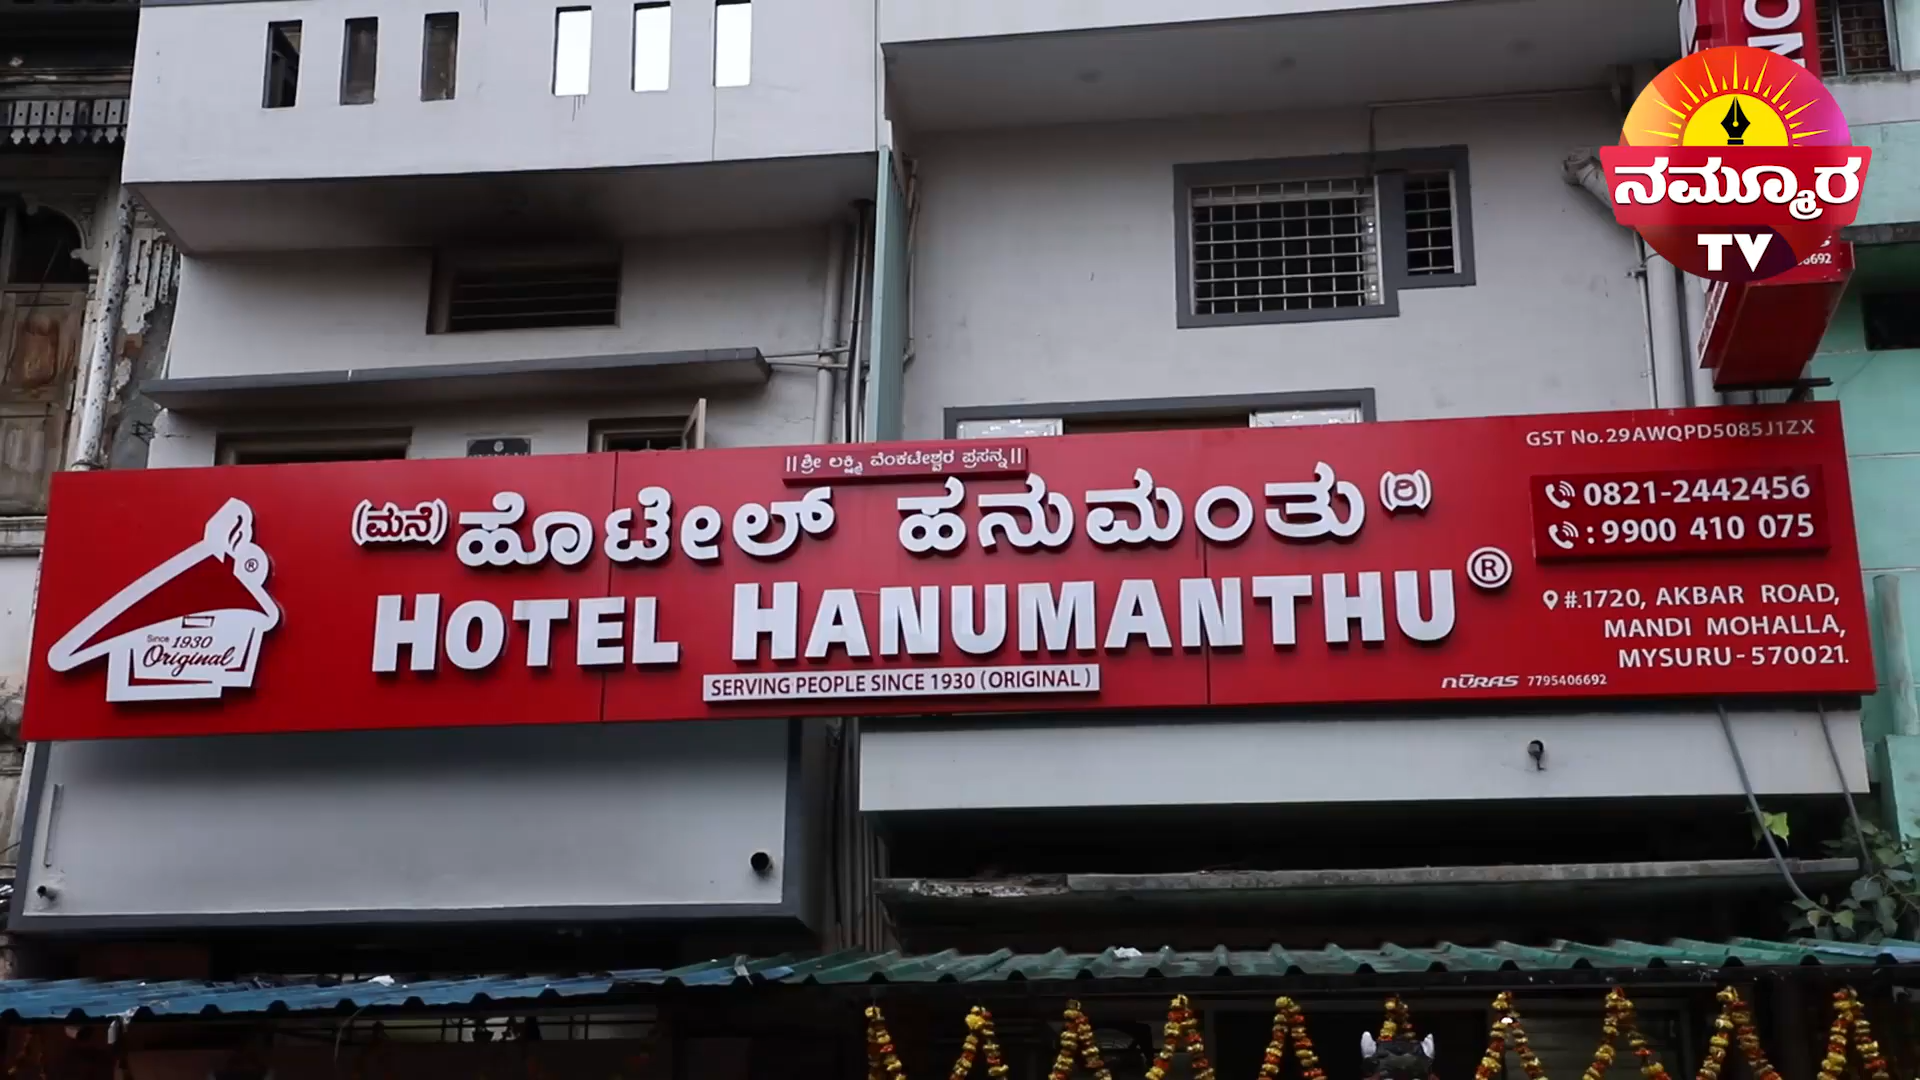 ನಮ್ಮೂರ
TV
6692
GST No.29AWQPD5085J1ZX
|| ಶ್ರೀ ಲಕ್ಷ್ಮಿ ವೆಂಕಟೇಶ್ವರ ಪ್ರಸನ್ನ ||
(ಮನೆ) ಹೊಟೇಲ್ ಹನುಮಂತು (ರಿ)
HOTEL HANUMANTHU ®
SERVING PEOPLE SINCE 1930 (ORIGINAL)
®
Since 1930
Original
0821-2442456
: 9900 410 075
#.1720, AKBAR ROAD,
MANDI MOHALLA,
MYSURU-570021.
NURAS 7795406692